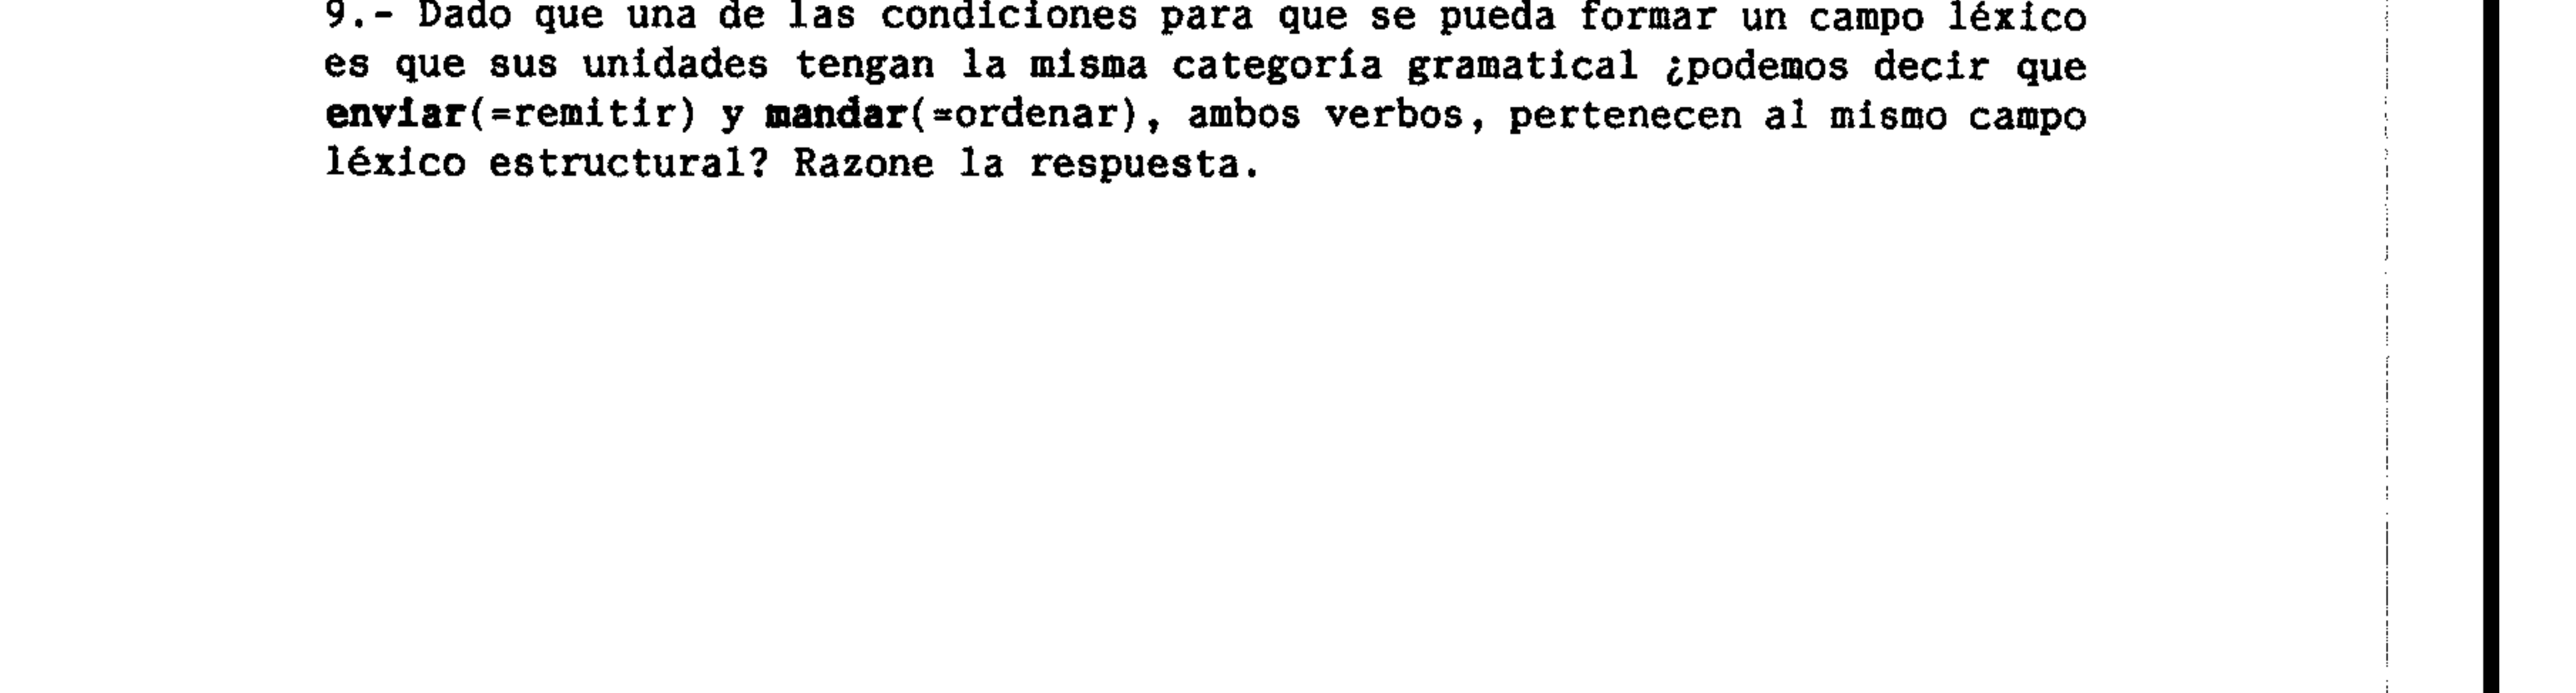 9.- Dado que una de las condiciones para que se pueda formar un campo léxico
es que sus unidades tengan la misma categoría gramatical ¿podemos decir que
enviar(=remitir) y mandar(=ordenar), ambos verbos, pertenecen al mismo campo
léxico estructural? Razone la respuesta.